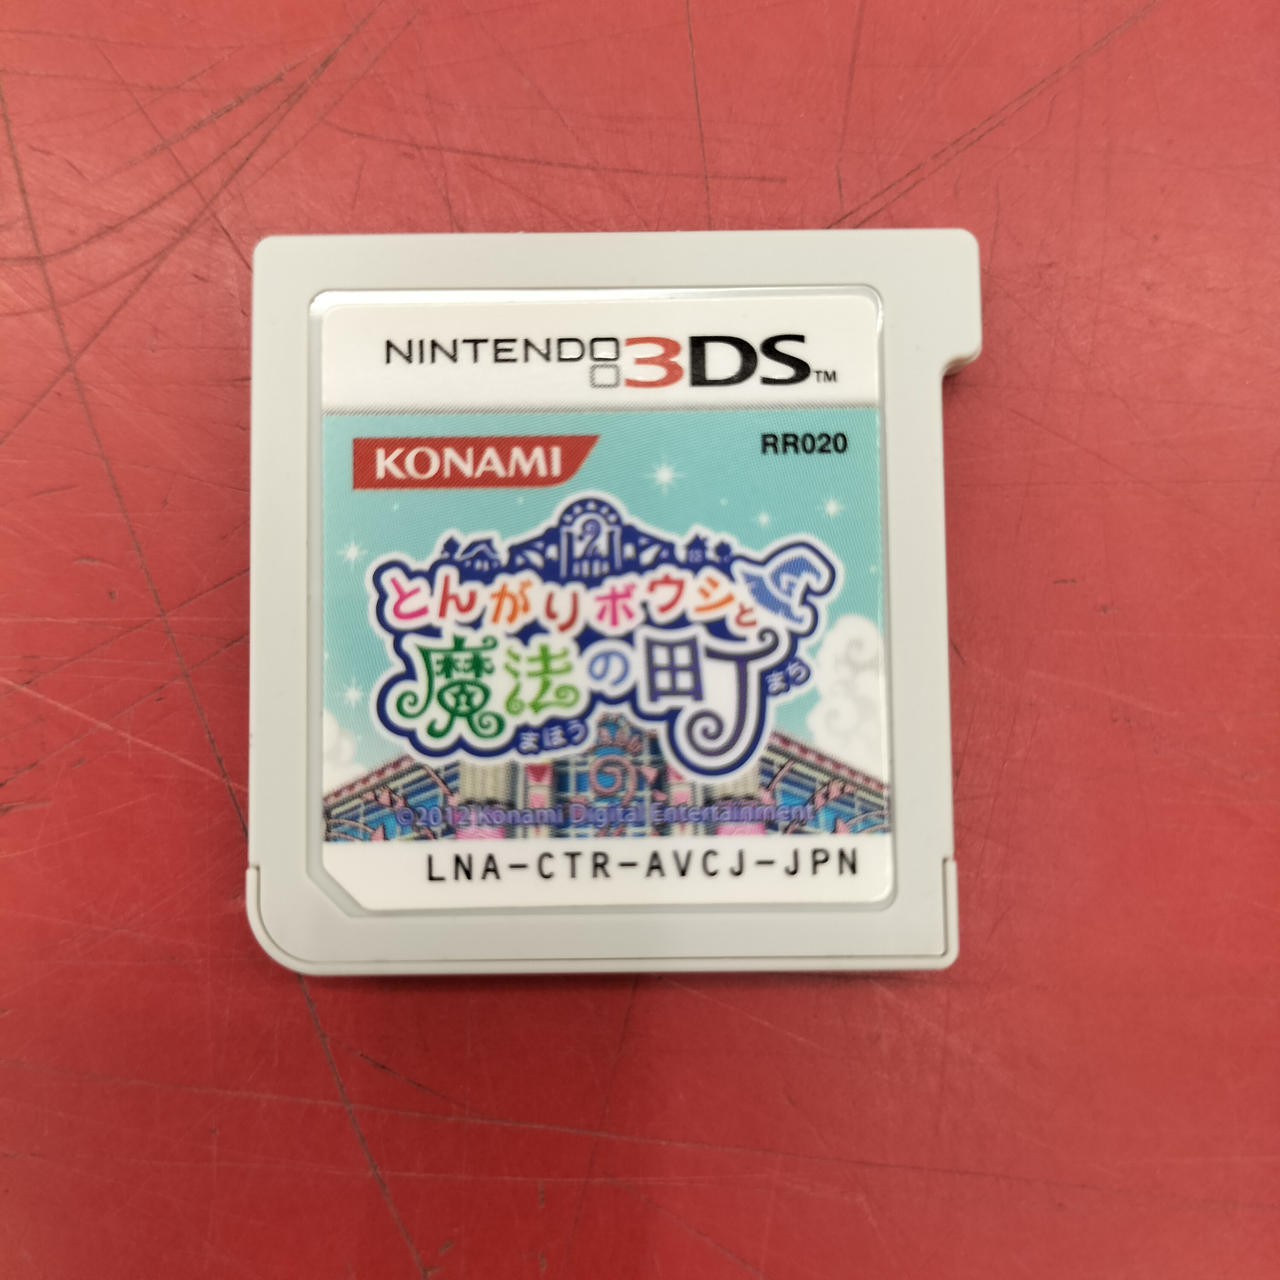 NINTENDO 3DS™
KONAMI
RR020
とんがりボウシと
魔法の町
まほう
まち
©2012 Konami Digital Entertainment
LNA-CTR-AVCJ-JPN